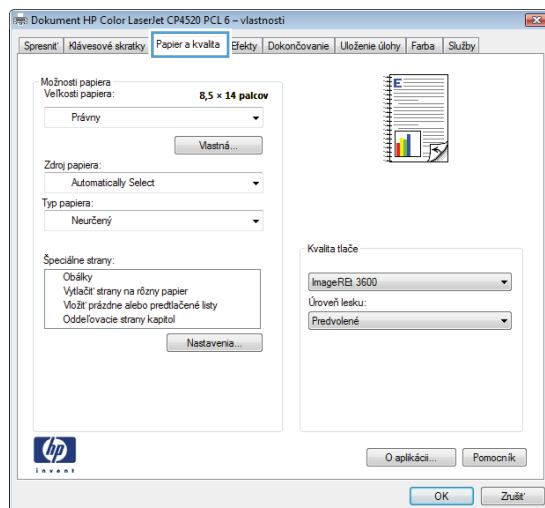 Dokument HP Color LaserJet CP4520 PCL 6 – vlastnosti
Spresniť Klávesové skratky Papier a kvalita Efekty Dokončovanie Uloženie úlohy Farba Služby
Možnosti papiera
Veľkosti papiera: 8,5 × 14 palcov
Právny
Vlastná...
Zdroj papiera:
Automatically Select
Typ papiera:
Neurčený
Špeciálne strany:
Obálky
Vytlačiť strany na rôzny papier
Vložiť prázdne alebo predtlačené listy
Oddeľovacie strany kapitol
Nastavenia...
E
Kvalita tlače
ImageREt 3600
Úroveň lesku:
Predvolené
hp
invent
O aplikácii... Pomocník
OK Zrušiť